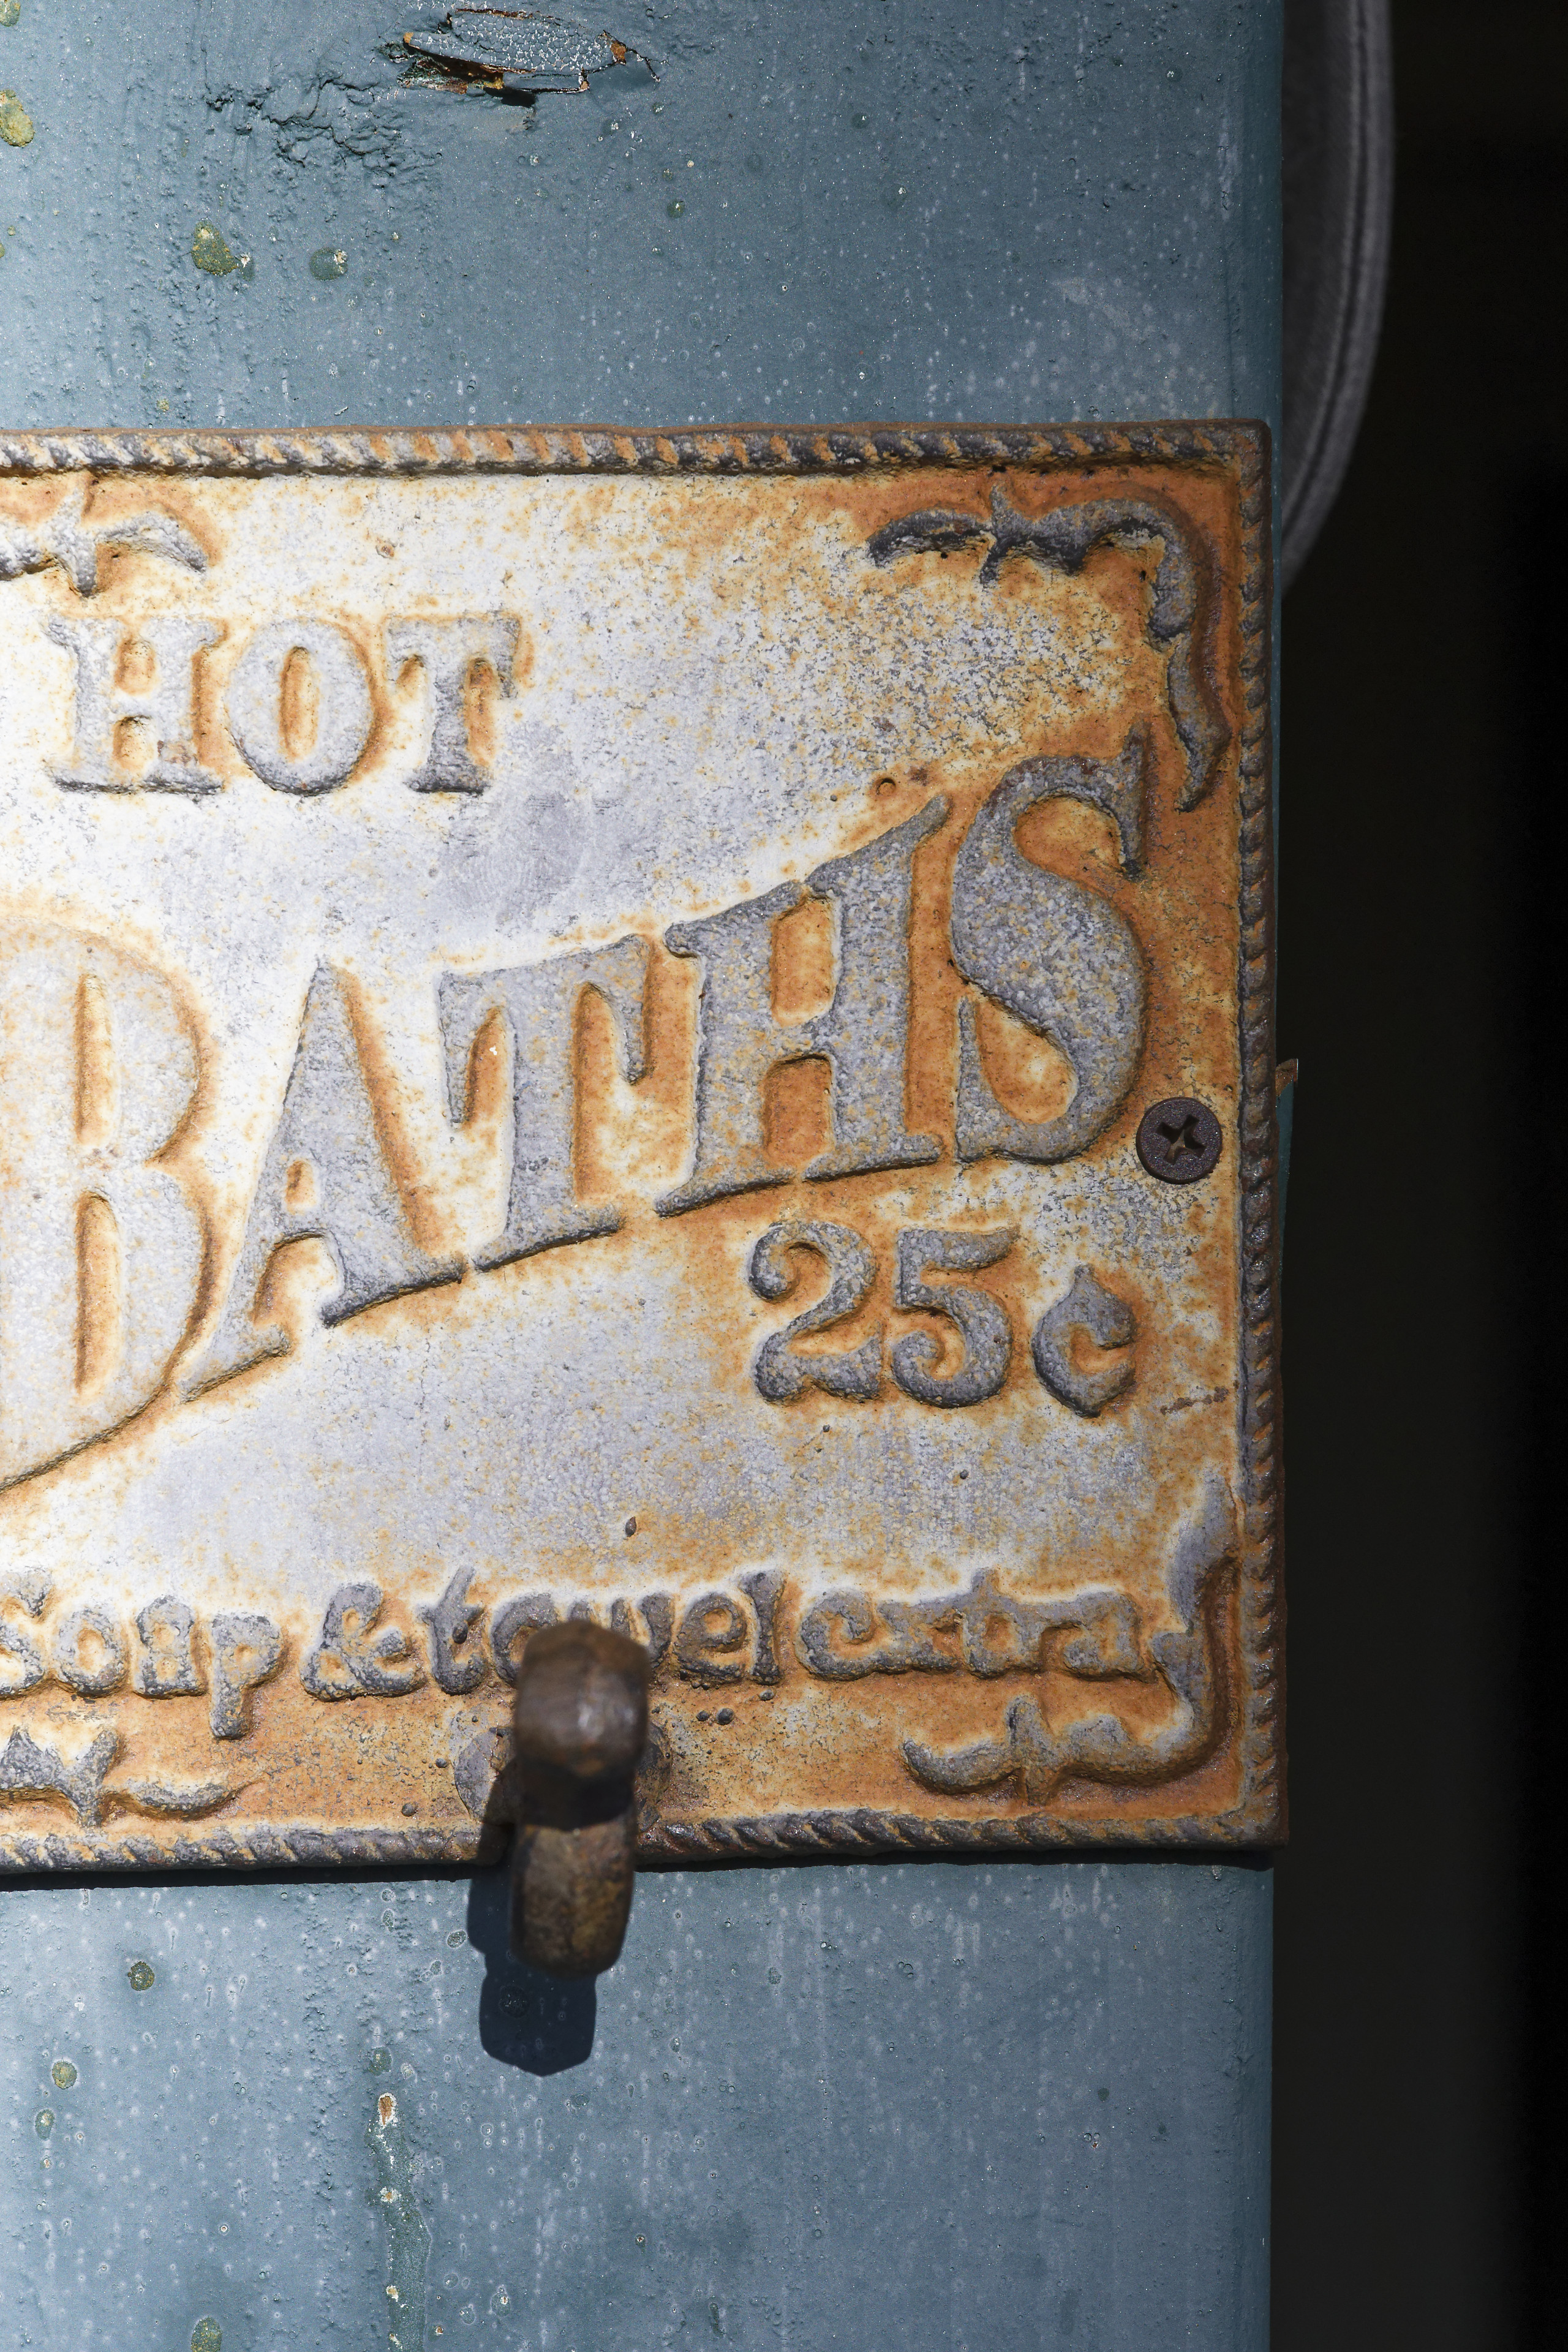 HOT
BATHS
25¢
Soap & towel extra